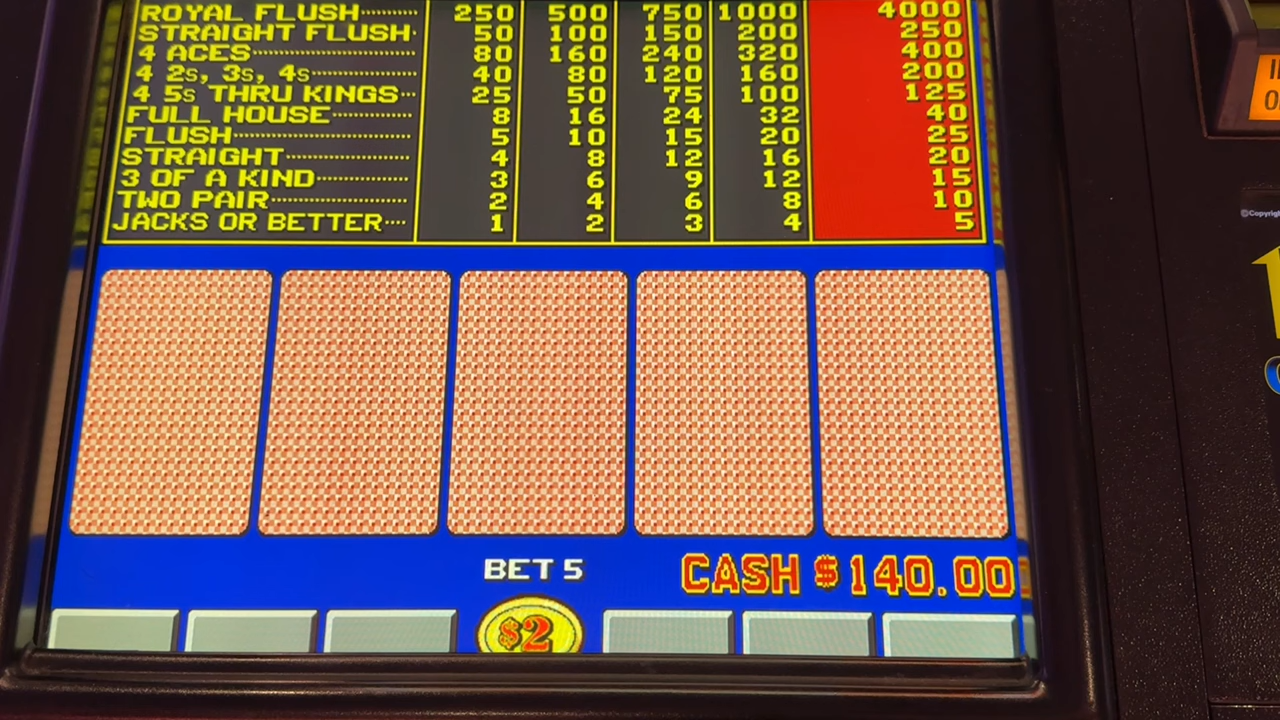 ROYAL FLUSH 250 500 750 1000 4000
STRAIGHT FLUSH 50 100 150 200 250
4 ACES 80 160 240 320 400
4 2s, 3s, 4s 40 80 120 160 200
4 5s THRU KINGS 25 50 75 100 125
FULL HOUSE 8 16 24 32 40
FLUSH 5 10 15 20 25
STRAIGHT 4 8 12 16 20
3 OF A KIND 3 6 9 12 15
TWO PAIR 2 4 6 8 10
JACKS OR BETTER 1 2 3 4 5
BET 5
CASH $140.00
$2